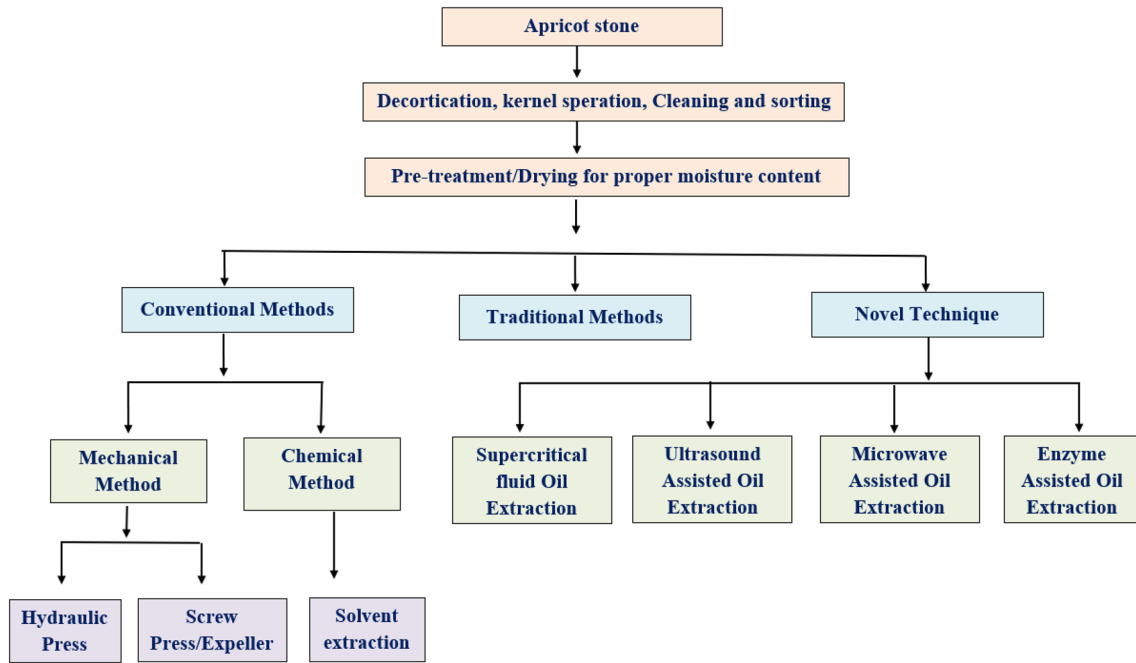 Apricot stone
Decortication, kernel speration, Cleaning and sorting
Pre-treatment/Drying for proper moisture content
Conventional Methods
Traditional Methods
Novel Technique
Mechanical
Method
Chemical
Method
Supercritical
fluid Oil
Extraction
Ultrasound
Assisted Oil
Extraction
Microwave
Assisted Oil
Extraction
Enzyme
Assisted Oil
Extraction
Hydraulic
Press
Screw
Press/Expeller
Solvent
extraction